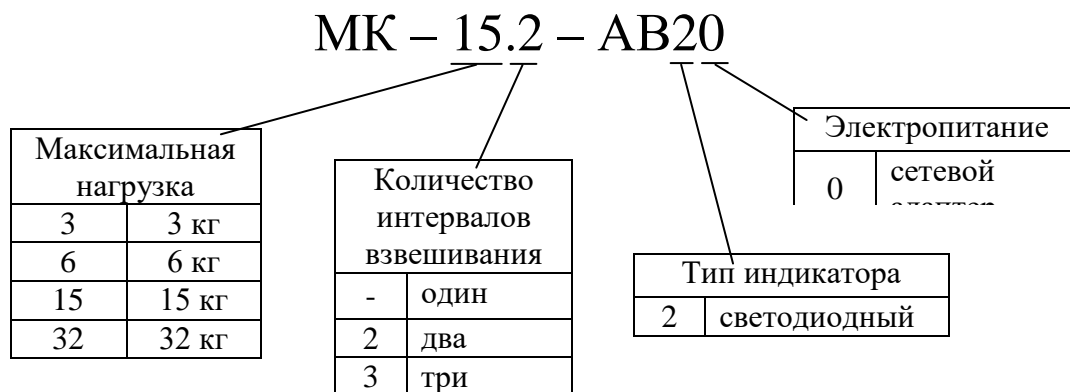 МК – 15.2 – АВ20
Максимальная
нагрузка
3 3 кг
6 6 кг
15 15 кг
32 32 кг
Количество
интервалов
взвешивания
- один
2 два
3 три
Тип индикатора
2 светодиодный
Электропитание
0 сетевой